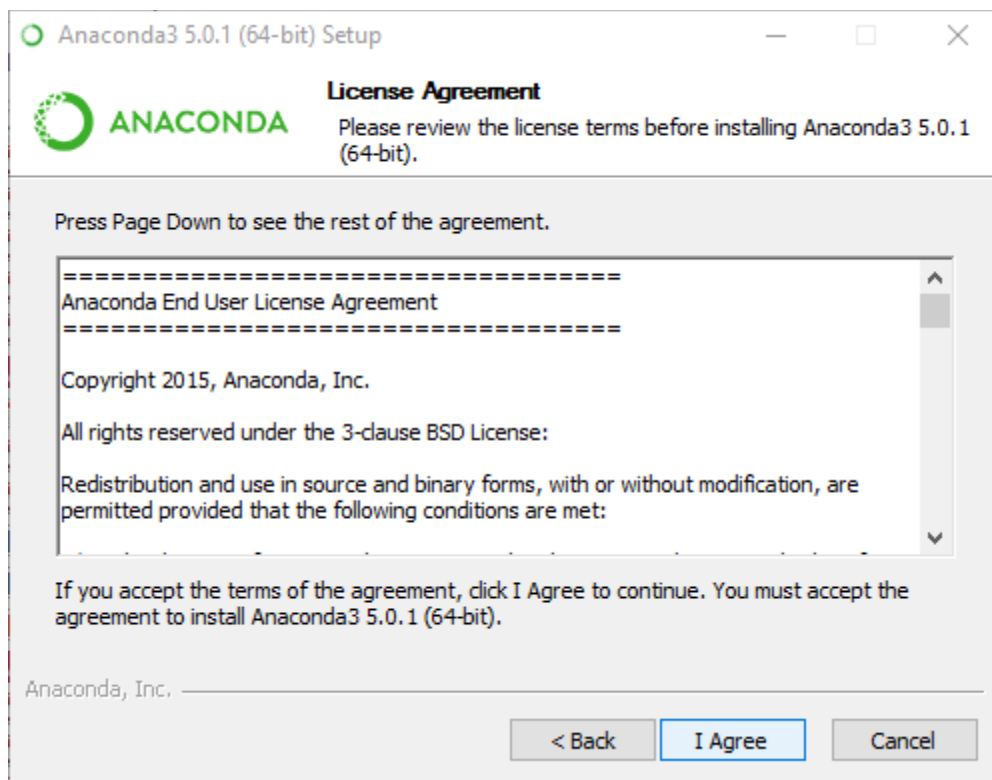 Anaconda3 5.0.1 (64-bit) Setup
ANACONDA
License Agreement
Please review the license terms before installing Anaconda3 5.0.1
(64-bit).
Press Page Down to see the rest of the agreement.
===================================
Anaconda End User License Agreement
===================================
Copyright 2015, Anaconda, Inc.
All rights reserved under the 3-clause BSD License:
Redistribution and use in source and binary forms, with or without modification, are
permitted provided that the following conditions are met:
If you accept the terms of the agreement, click I Agree to continue. You must accept the
agreement to install Anaconda3 5.0.1 (64-bit).
Anaconda, Inc.
< Back
I Agree
Cancel